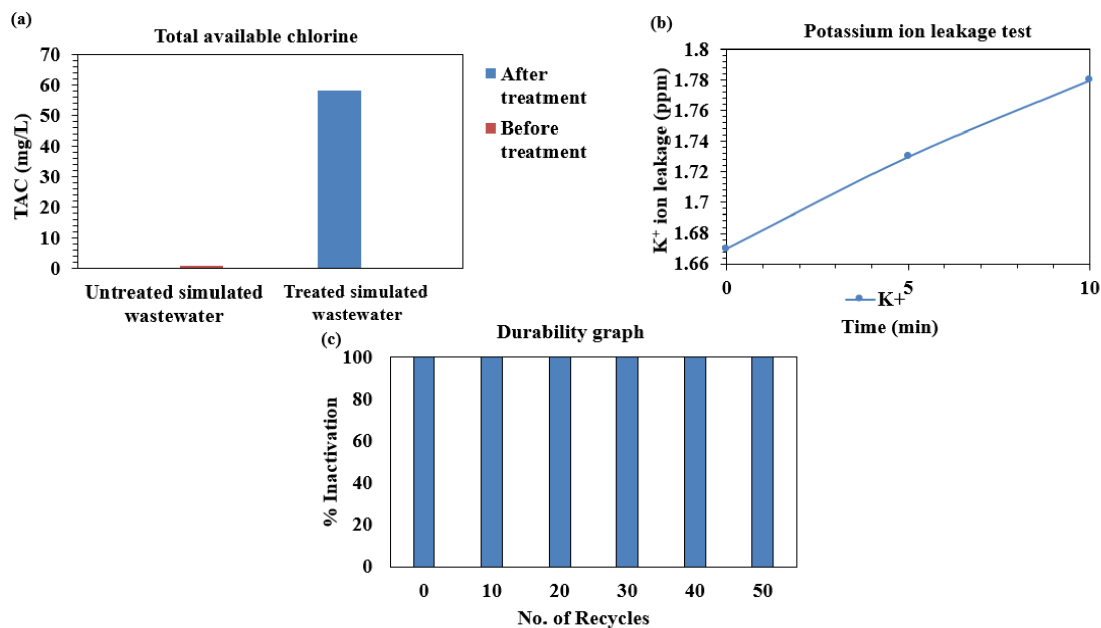 (a)
Total available chlorine
70
60
50
40
30
20
10
0
TAC (mg/L)
Untreated simulated
wastewater
Treated simulated
wastewater
After
treatment
Before
treatment
(b)
Potassium ion leakage test
1.8
1.78
1.76
1.74
1.72
1.7
1.68
1.66
K+ ion leakage (ppm)
0 5 10
K+
Time (min)
(c)
Durability graph
100
80
60
40
20
0
% Inactivation
0 10 20 30 40 50
No. of Recycles